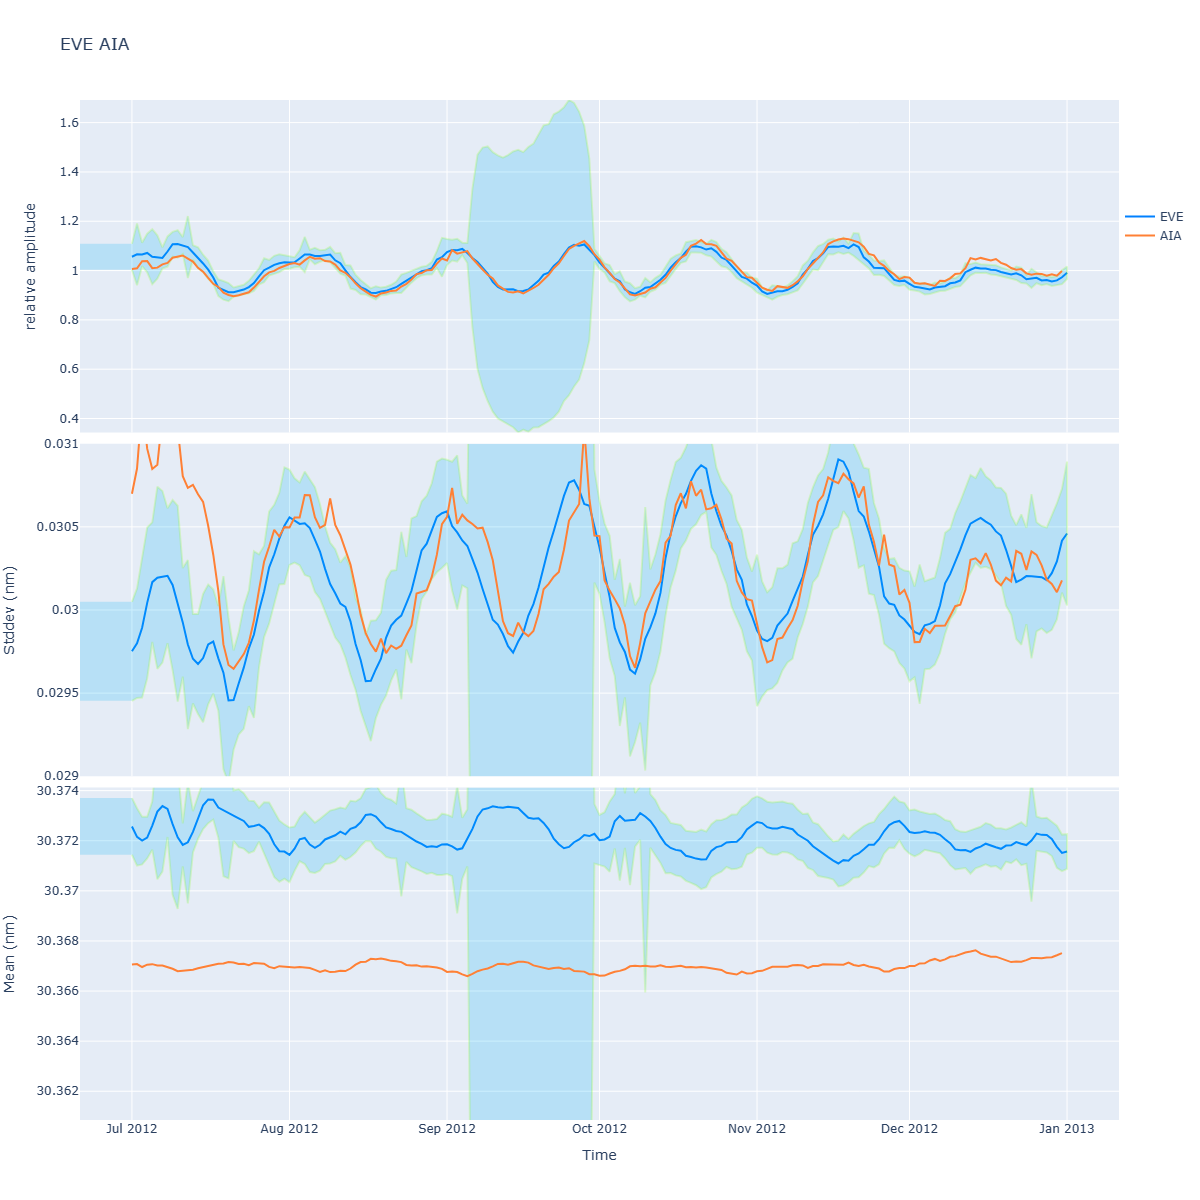 EVE AIA
relative amplitude
1.6
1.4
1.2
1
0.8
0.6
0.4
EVE
AIA
Stddev (nm)
0.031
0.0305
0.03
0.0295
0.029
Mean (nm)
30.374
30.372
30.37
30.368
30.366
30.364
30.362
Jul 2012 Aug 2012 Sep 2012 Oct 2012 Nov 2012 Dec 2012 Jan 2013
Time